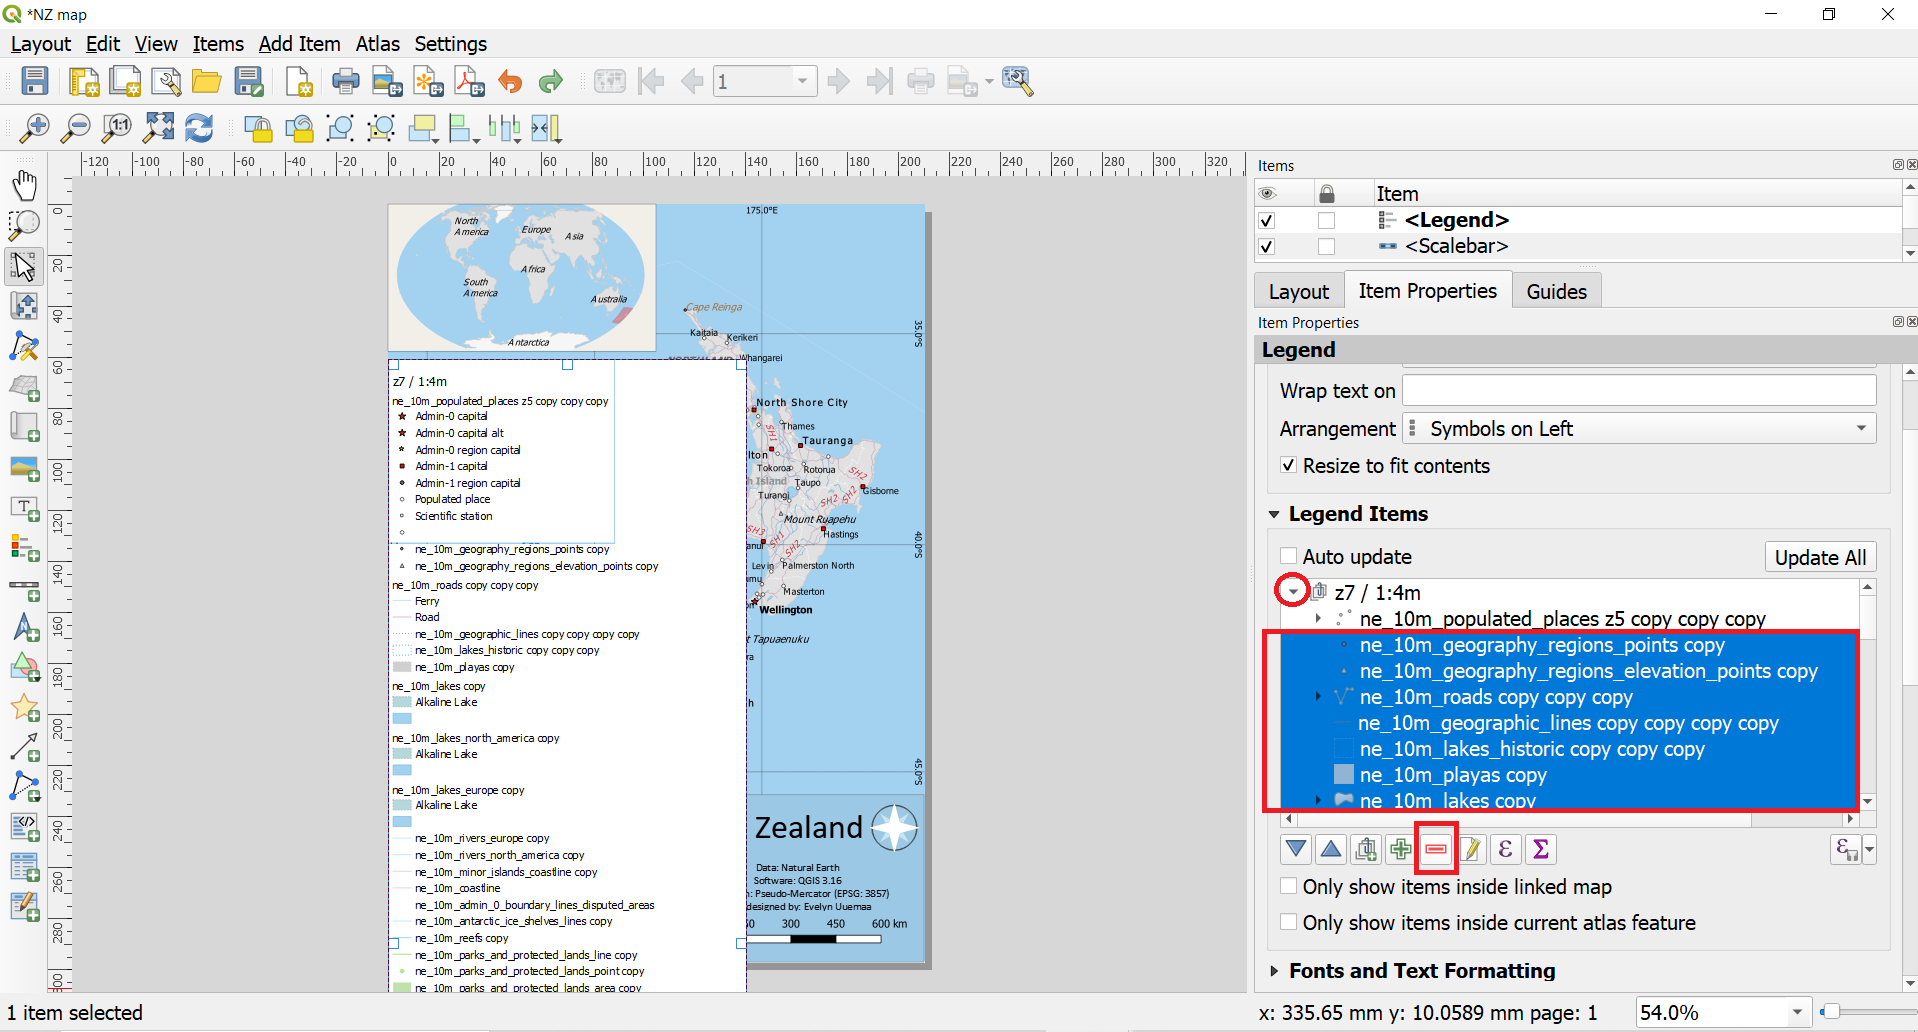 *NZ map
Layout Edit View Items Add Item Atlas Settings
1
1:1
-120 -100 -80 -60 -40 -20 0 20 40 60 80 100 120 140 160 180 200 220 240 260 280 300 320
0
20
40
60
80
100
120
140
160
180
200
220
240
260
280
300
North America
Europe
Asia
Africa
South America
Australia
Antarctica
175.0°E
Cape Reinga
35.0°S
Kaitaia
Kerikeri
Whangarei
North Shore City
SH1
Thames
Tauranga
lton
Tokoroa
Rotorua
SH2
h Island
Taupo
Turangi
SH2
SH2
Gisborne
Mount Ruapehu
SH3
SH1
Hastings
40.0°S
anui
SH2
Levin
Palmerston North
Masterton
Wellington
t Tapuaenuku
45.0°S
z7 / 1:4m
ne_10m_populated_places z5 copy copy copy
Admin-0 capital
Admin-0 capital alt
Admin-0 region capital
Admin-1 capital
Admin-1 region capital
Populated place
Scientific station
ne_10m_geography_regions_points copy
ne_10m_geography_regions_elevation_points copy
ne_10m_roads copy copy copy
Ferry
Road
ne_10m_geographic_lines copy copy copy copy
ne_10m_lakes_historic copy copy copy
ne_10m_playas copy
ne_10m_lakes copy
Alkaline Lake
ne_10m_lakes_north_america copy
Alkaline Lake
ne_10m_lakes_europe copy
Alkaline Lake
ne_10m_rivers_europe copy
ne_10m_rivers_north_america copy
ne_10m_minor_islands_coastline copy
ne_10m_coastline
ne_10m_admin_0_boundary_lines_disputed_areas
ne_10m_antarctic_ice_shelves_lines copy
ne_10m_reefs copy
ne_10m_parks_and_protected_lands_line copy
ne_10m_parks_and_protected_lands_point copy
ne_10m_parks_and_protected_lands_area copy
Zealand
Data: Natural Earth
Software: QGIS 3.16
n: Pseudo-Mercator (EPSG: 3857)
designed by: Evelyn Uuemaa
50 300 450 600 km
Items
Item
<Legend>
<Scalebar>
Layout Item Properties Guides
Item Properties
Legend
Wrap text on
Arrangement Symbols on Left
Resize to fit contents
Legend Items
Auto update Update All
z7 / 1:4m
ne_10m_populated_places z5 copy copy copy
ne_10m_geography_regions_points copy
ne_10m_geography_regions_elevation_points copy
ne_10m_roads copy copy copy
ne_10m_geographic_lines copy copy copy copy
ne_10m_lakes_historic copy copy copy
ne_10m_playas copy
ne_10m_lakes copy
ε Σ ε
Only show items inside linked map
Only show items inside current atlas feature
Fonts and Text Formatting
1 item selected
x: 335.65 mm y: 10.0589 mm page: 1 54.0%